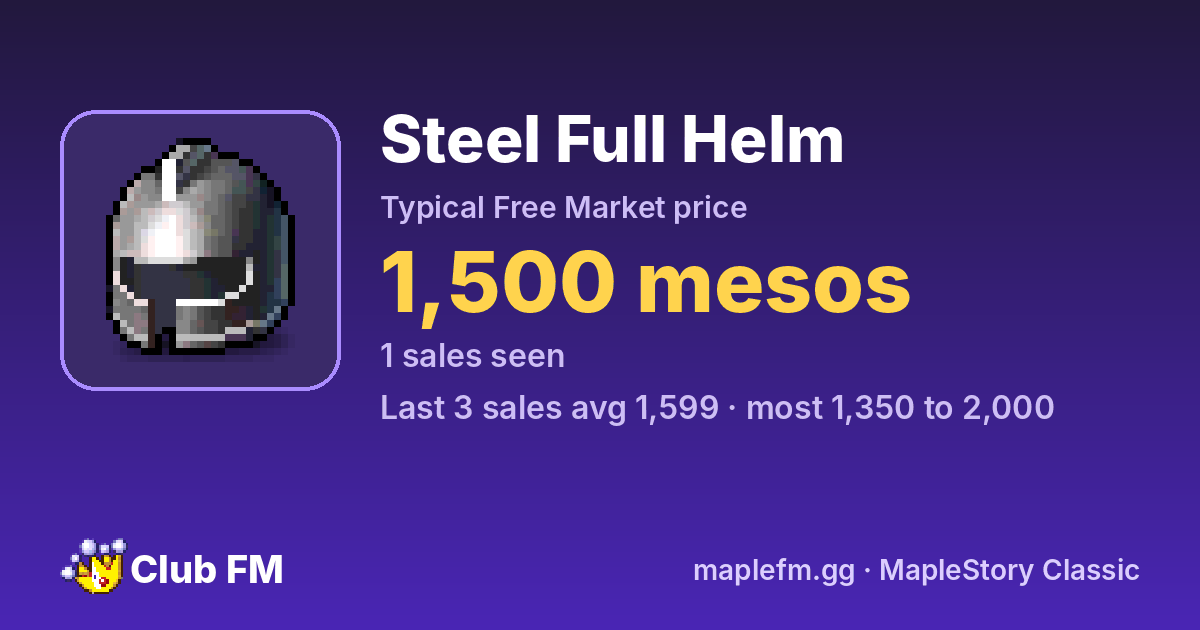 Steel Full Helm
Typical Free Market price
1,500 mesos
1 sales seen
Last 3 sales avg 1,599 · most 1,350 to 2,000
Club FM
maplefm.gg · MapleStory Classic